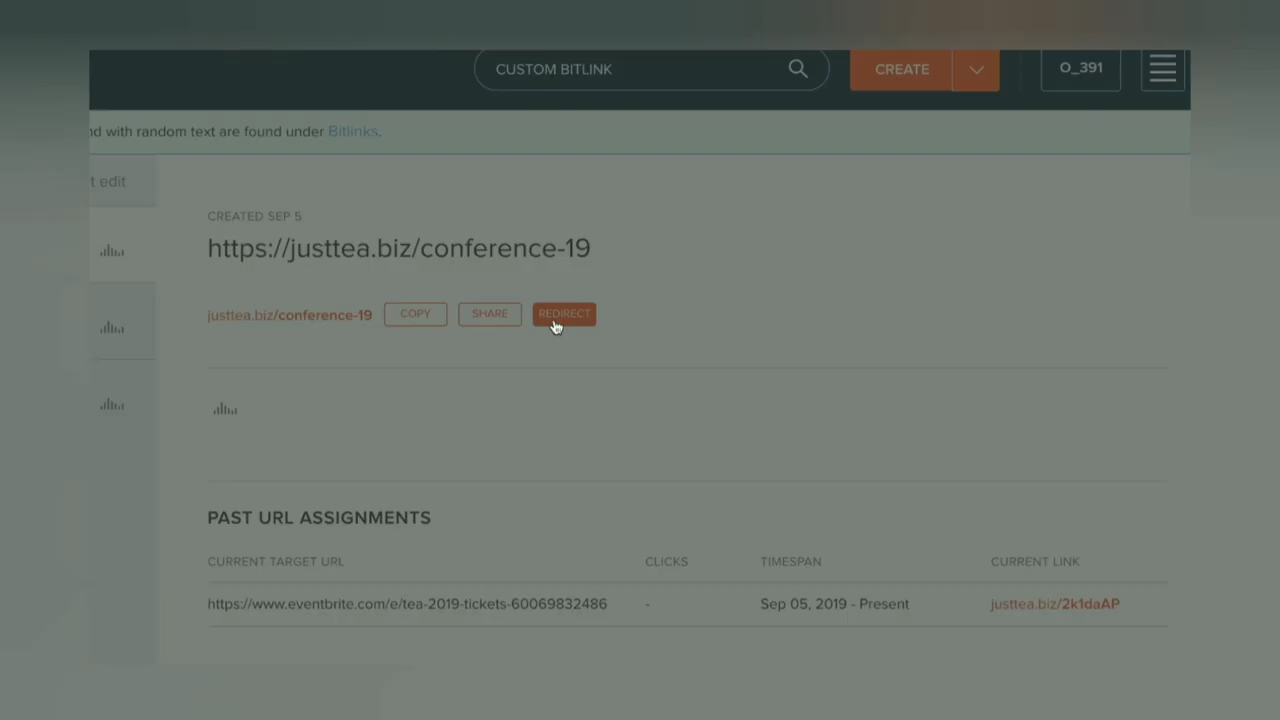 CUSTOM BITLINK
CREATE
O_391
nd with random text are found under Bitlinks.
t edit
CREATED SEP 5
https://justtea.biz/conference-19
justtea.biz/conference-19 COPY SHARE REDIRECT
PAST URL ASSIGNMENTS
CURRENT TARGET URL CLICKS TIMESPAN CURRENT LINK
https://www.eventbrite.com/e/tea-2019-tickets-60069832486 - Sep 05, 2019 - Present justtea.biz/2k1daAP